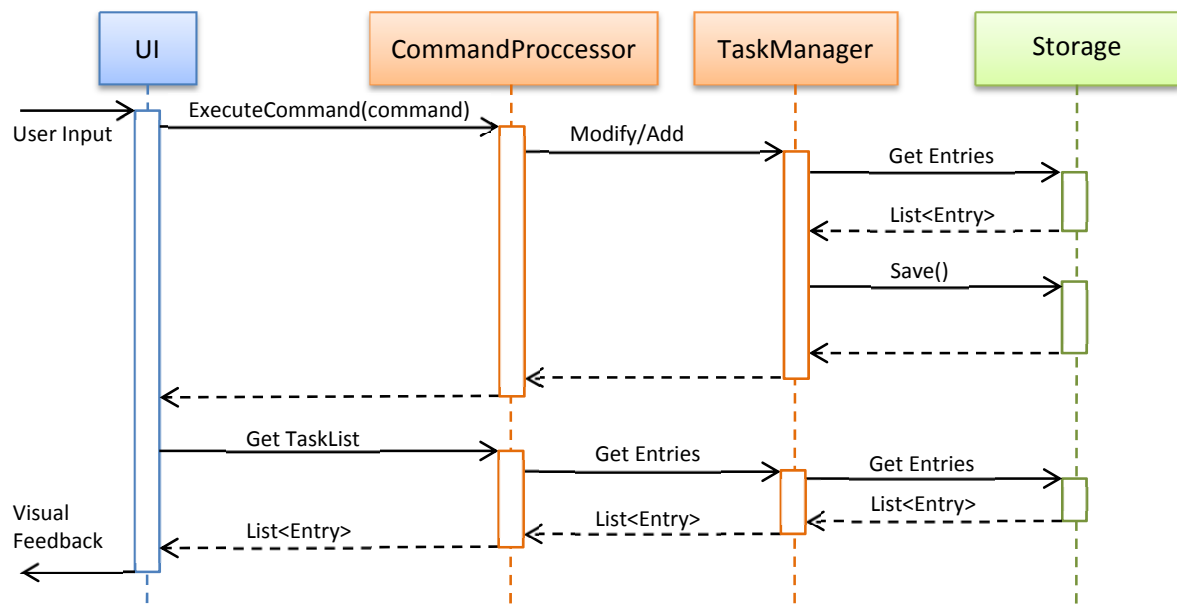 UI
CommandProccessor
TaskManager
Storage
ExecuteCommand(command)
User Input
Modify/Add
Get Entries
List<Entry>
Save()
Get TaskList
Get Entries
Get Entries
List<Entry>
List<Entry>
List<Entry>
Visual
Feedback